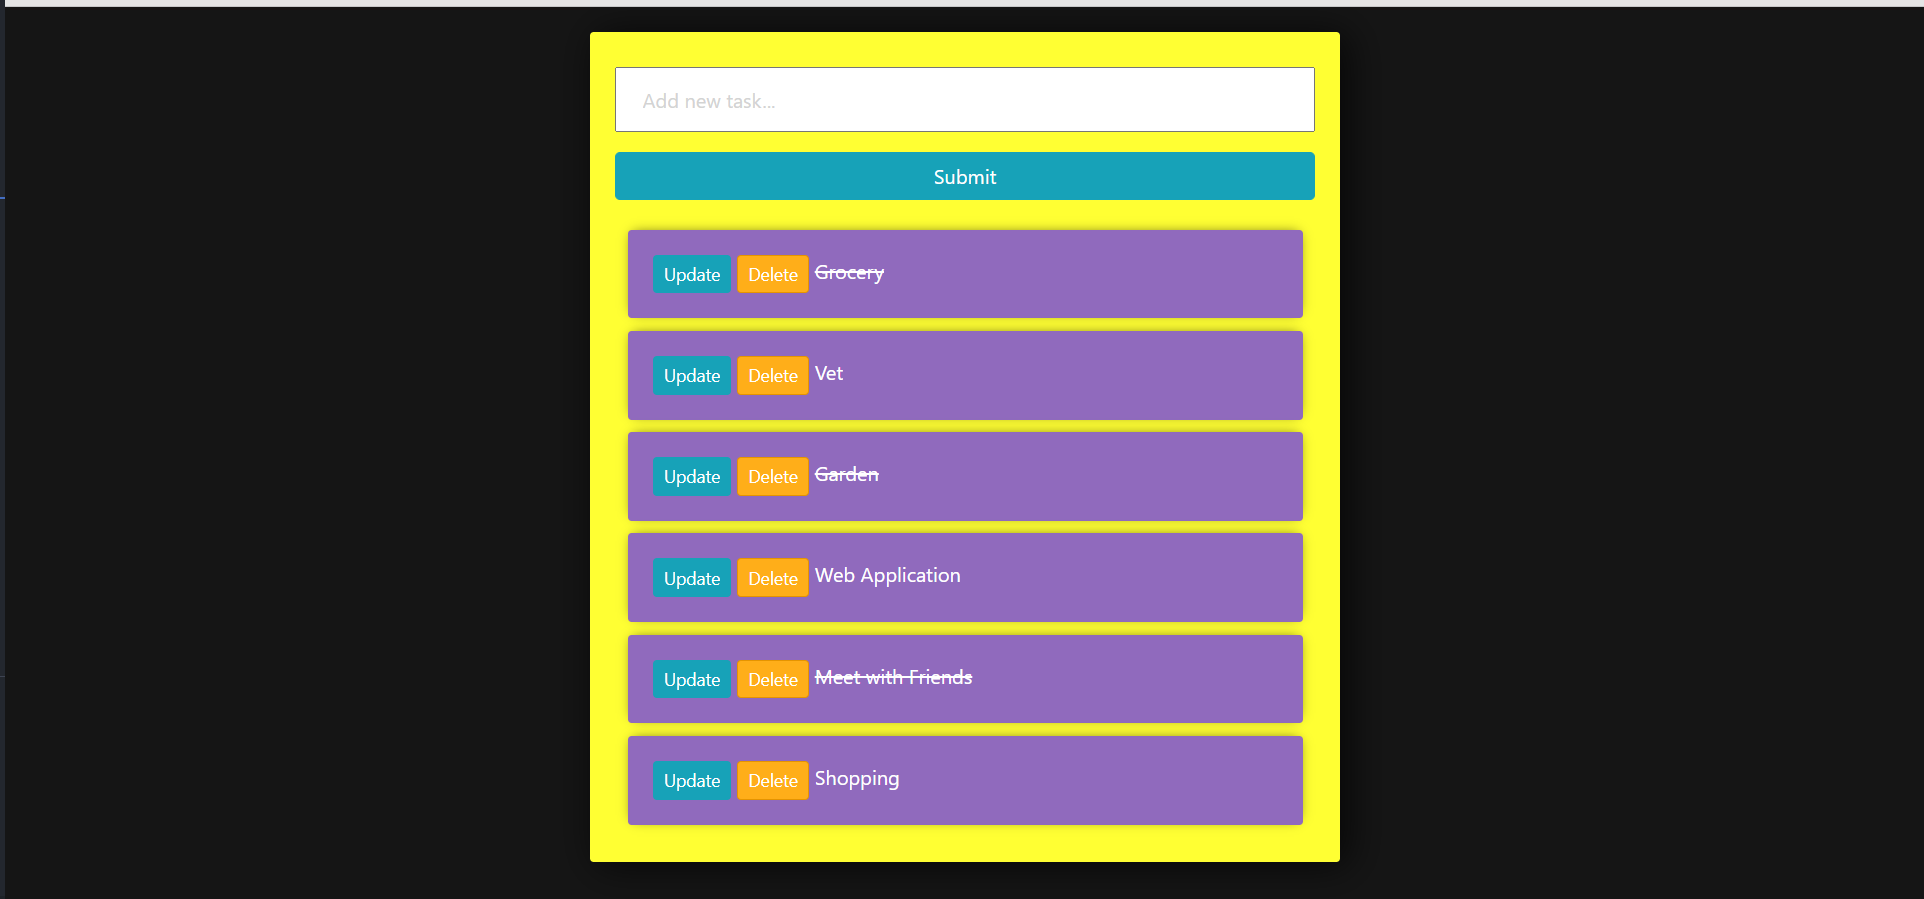 Add new task...
Submit
Update Delete Grocery
Update Delete Vet
Update Delete Garden
Update Delete Web Application
Update Delete Meet with Friends
Update Delete Shopping